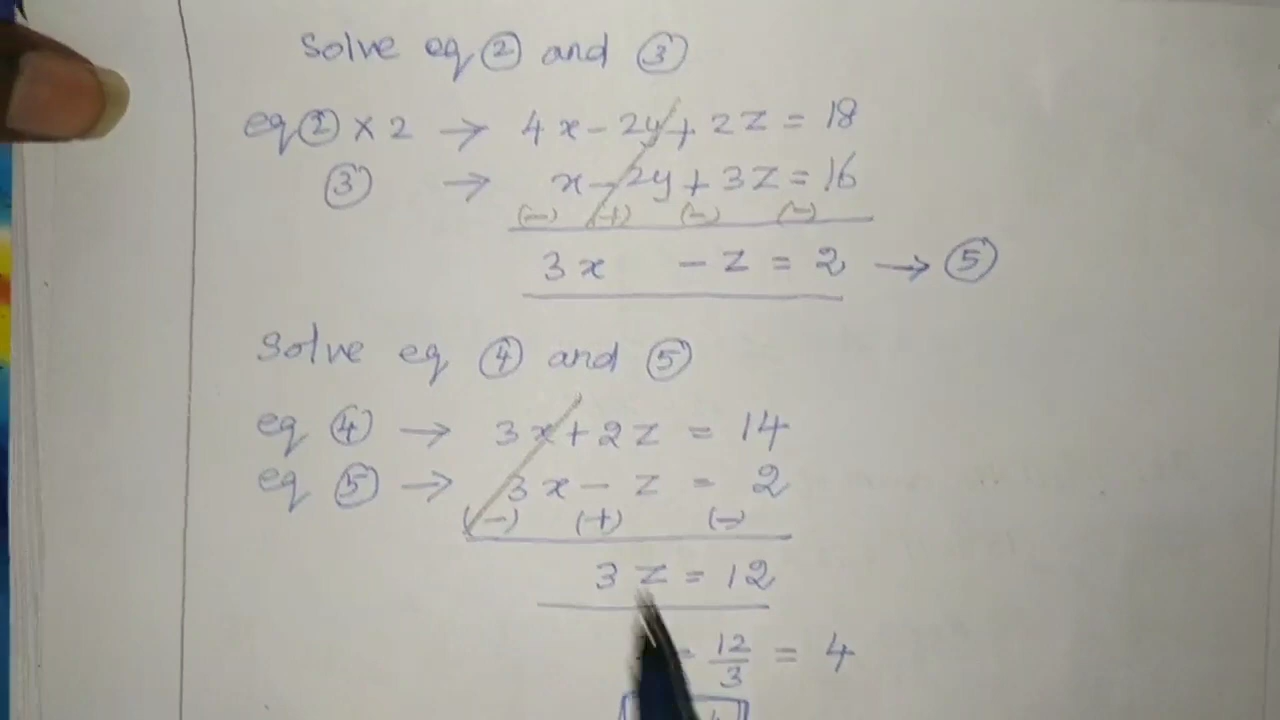 Solve eq ② and ③
eq ② × 2 → 4x - 2y + 2z = 18
③ → x - 2y + 3z = 16
(-) (+) (-) (-)
3x - z = 2 → ⑤
Solve eq ④ and ⑤
eq ④ → 3x + 2z = 14
eq ⑤ → 3x - z = 2
(-) (+) (-)
3z = 12
= 12/3 = 4